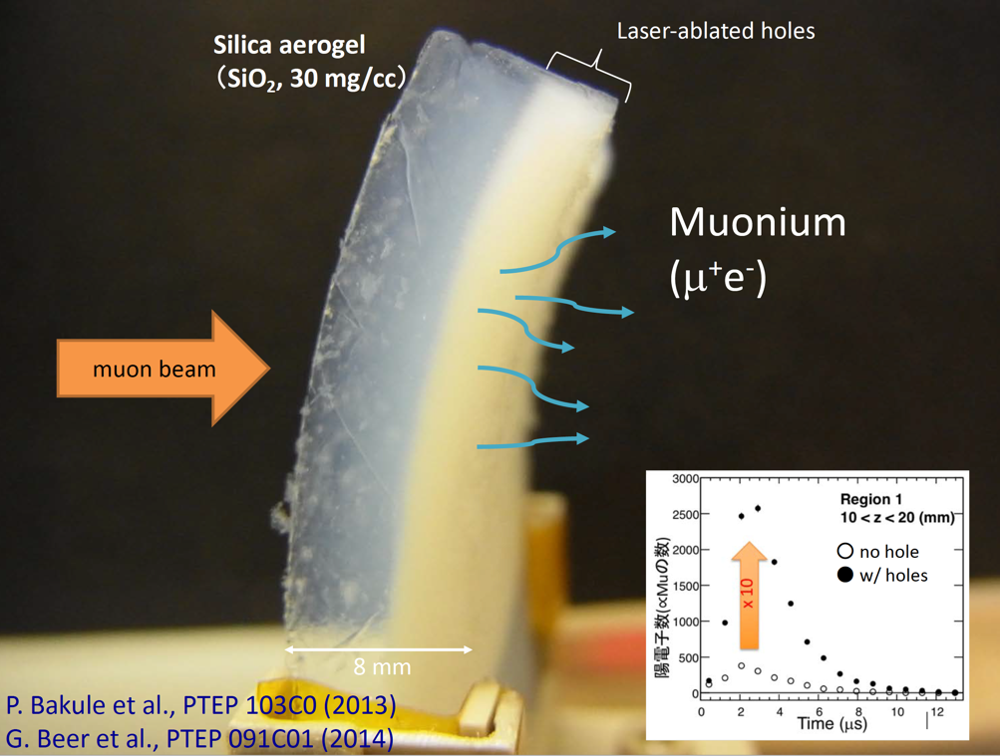 Silica aerogel
（SiO₂, 30 mg/cc）
Laser-ablated holes
Muonium
(μ⁺e⁻)
muon beam
8 mm
P. Bakule et al., PTEP 103C0 (2013)
G. Beer et al., PTEP 091C01 (2014)
Region 1
10 < z < 20 (mm)
no hole
w/ holes
x 10
陽電子数(∝Muの数)
3000
2500
2000
1500
1000
500
0
0 2 4 6 8 10 12
Time (μs)